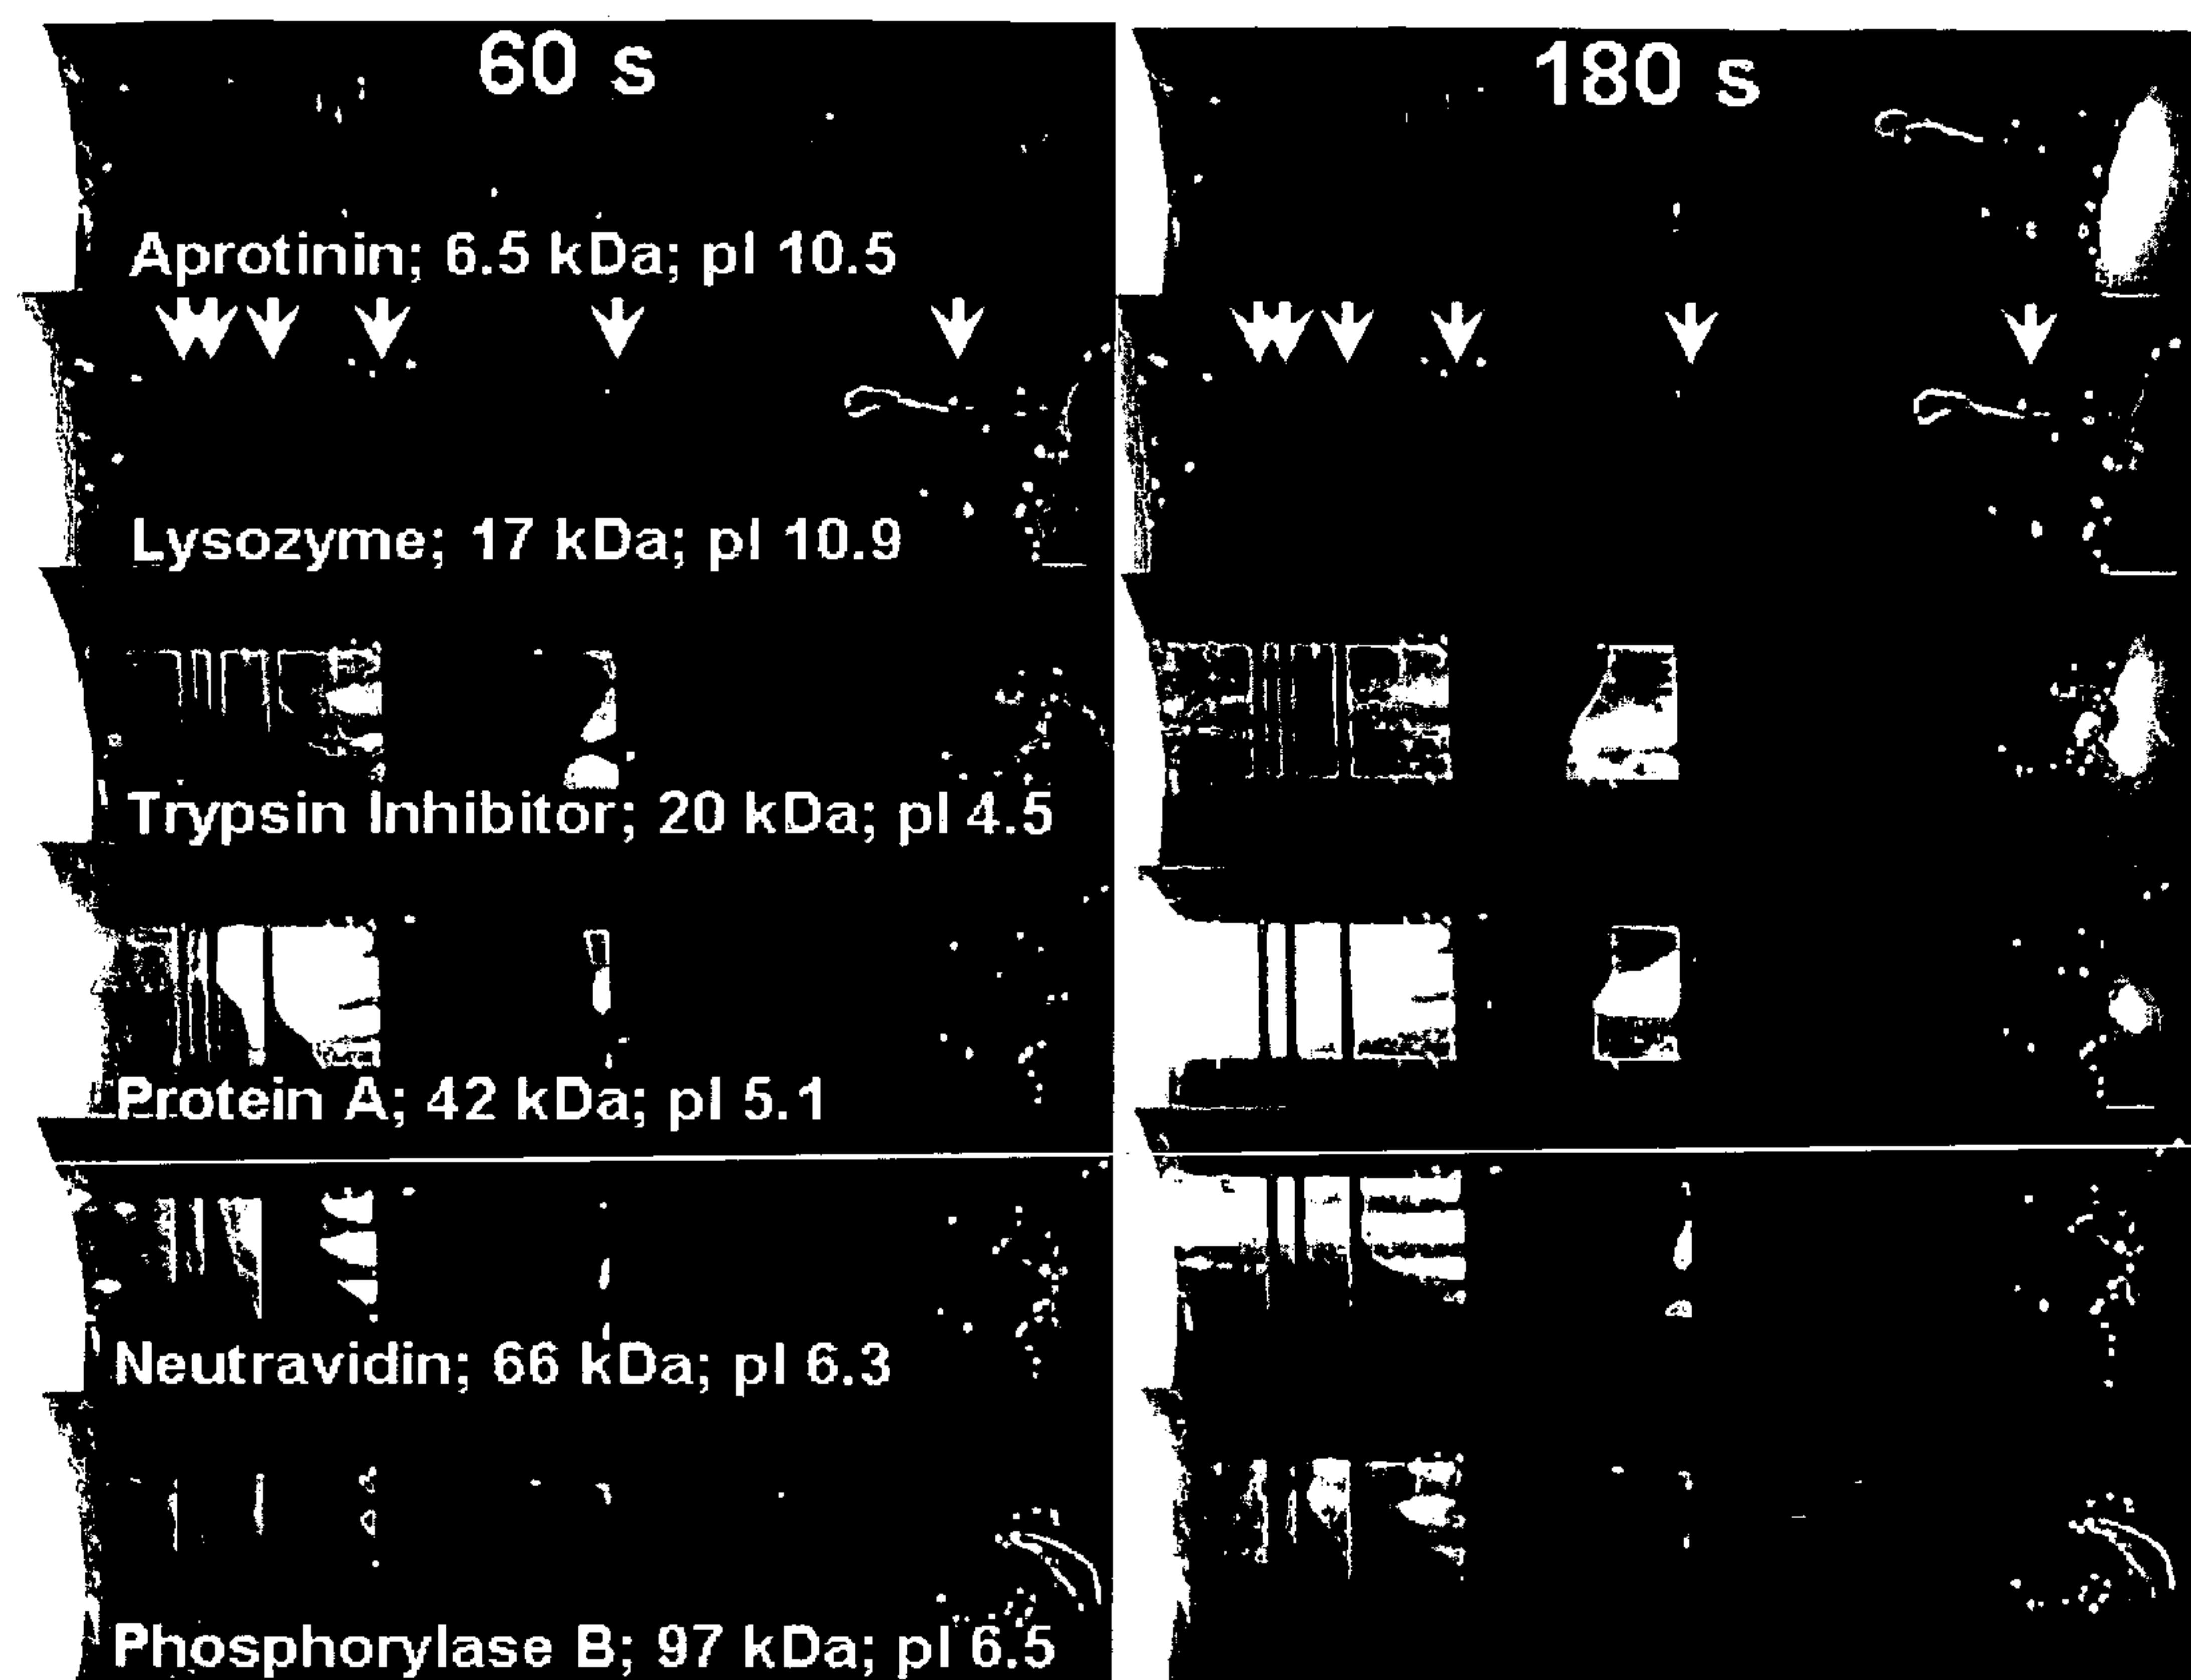 60 s
180 s
Aprotinin; 6.5 kDa; pI 10.5
Lysozyme; 17 kDa; pI 10.9
Trypsin Inhibitor; 20 kDa; pI 4.5
Protein A; 42 kDa; pI 5.1
Neutravidin; 66 kDa; pI 6.3
Phosphorylase B; 97 kDa; pI 6.5